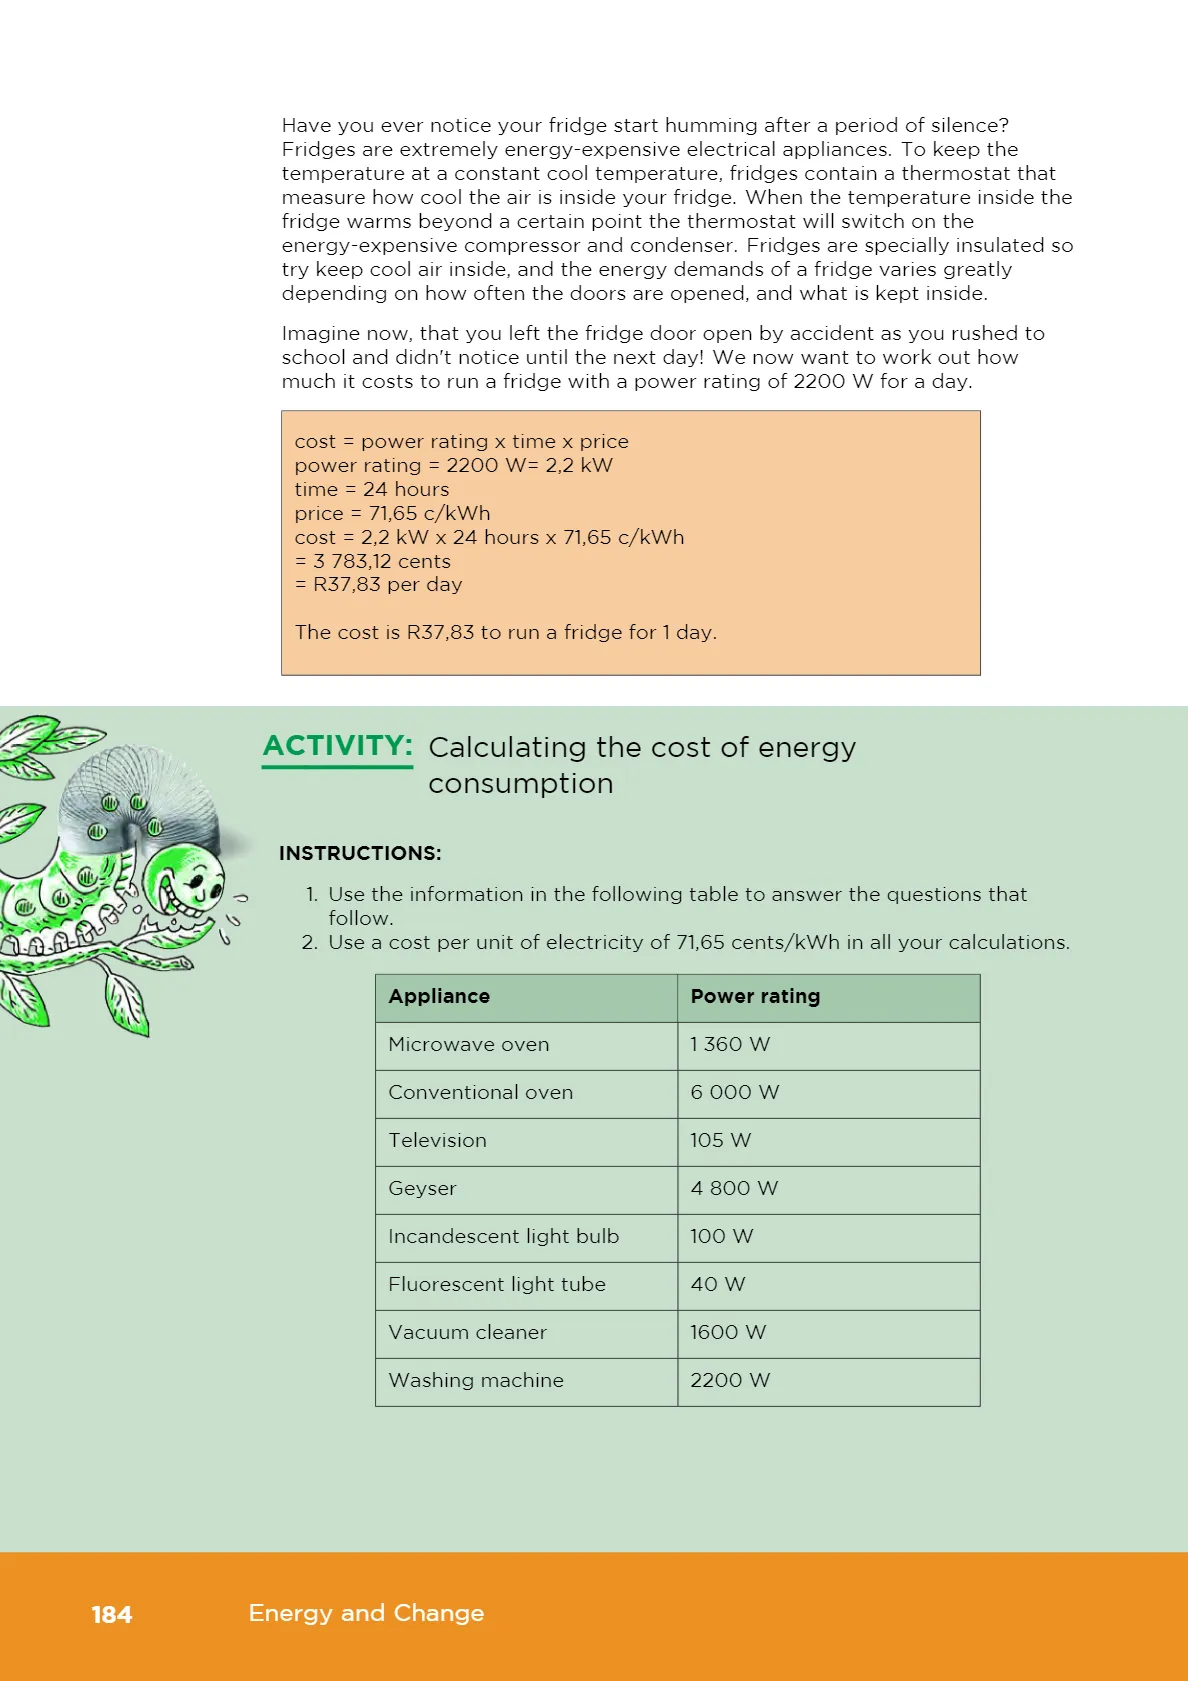 Have you ever notice your fridge start humming after a period of silence?
Fridges are extremely energy-expensive electrical appliances. To keep the
temperature at a constant cool temperature, fridges contain a thermostat that
measure how cool the air is inside your fridge. When the temperature inside the
fridge warms beyond a certain point the thermostat will switch on the
energy-expensive compressor and condenser. Fridges are specially insulated so
try keep cool air inside, and the energy demands of a fridge varies greatly
depending on how often the doors are opened, and what is kept inside.
Imagine now, that you left the fridge door open by accident as you rushed to
school and didn't notice until the next day! We now want to work out how
much it costs to run a fridge with a power rating of 2200 W for a day.
cost = power rating x time x price
power rating = 2200 W= 2,2 kW
time = 24 hours
price = 71,65 c/kWh
cost = 2,2 kW x 24 hours x 71,65 c/kWh
= 3 783,12 cents
= R37,83 per day
The cost is R37,83 to run a fridge for 1 day.
ACTIVITY: Calculating the cost of energy
consumption
INSTRUCTIONS:
1. Use the information in the following table to answer the questions that
follow.
2. Use a cost per unit of electricity of 71,65 cents/kWh in all your calculations.
Appliance Power rating
Microwave oven 1 360 W
Conventional oven 6 000 W
Television 105 W
Geyser 4 800 W
Incandescent light bulb 100 W
Fluorescent light tube 40 W
Vacuum cleaner 1600 W
Washing machine 2200 W
184 Energy and Change